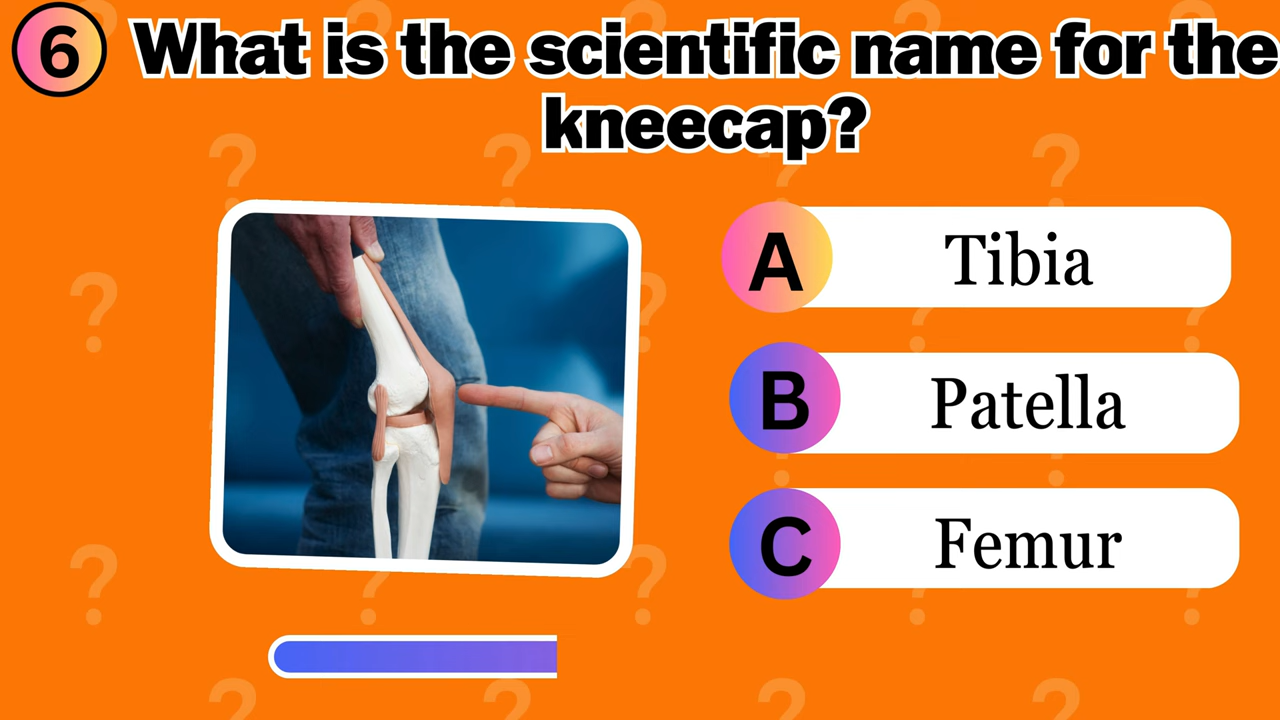 6 What is the scientific name for the
kneecap?
A Tibia
B Patella
C Femur